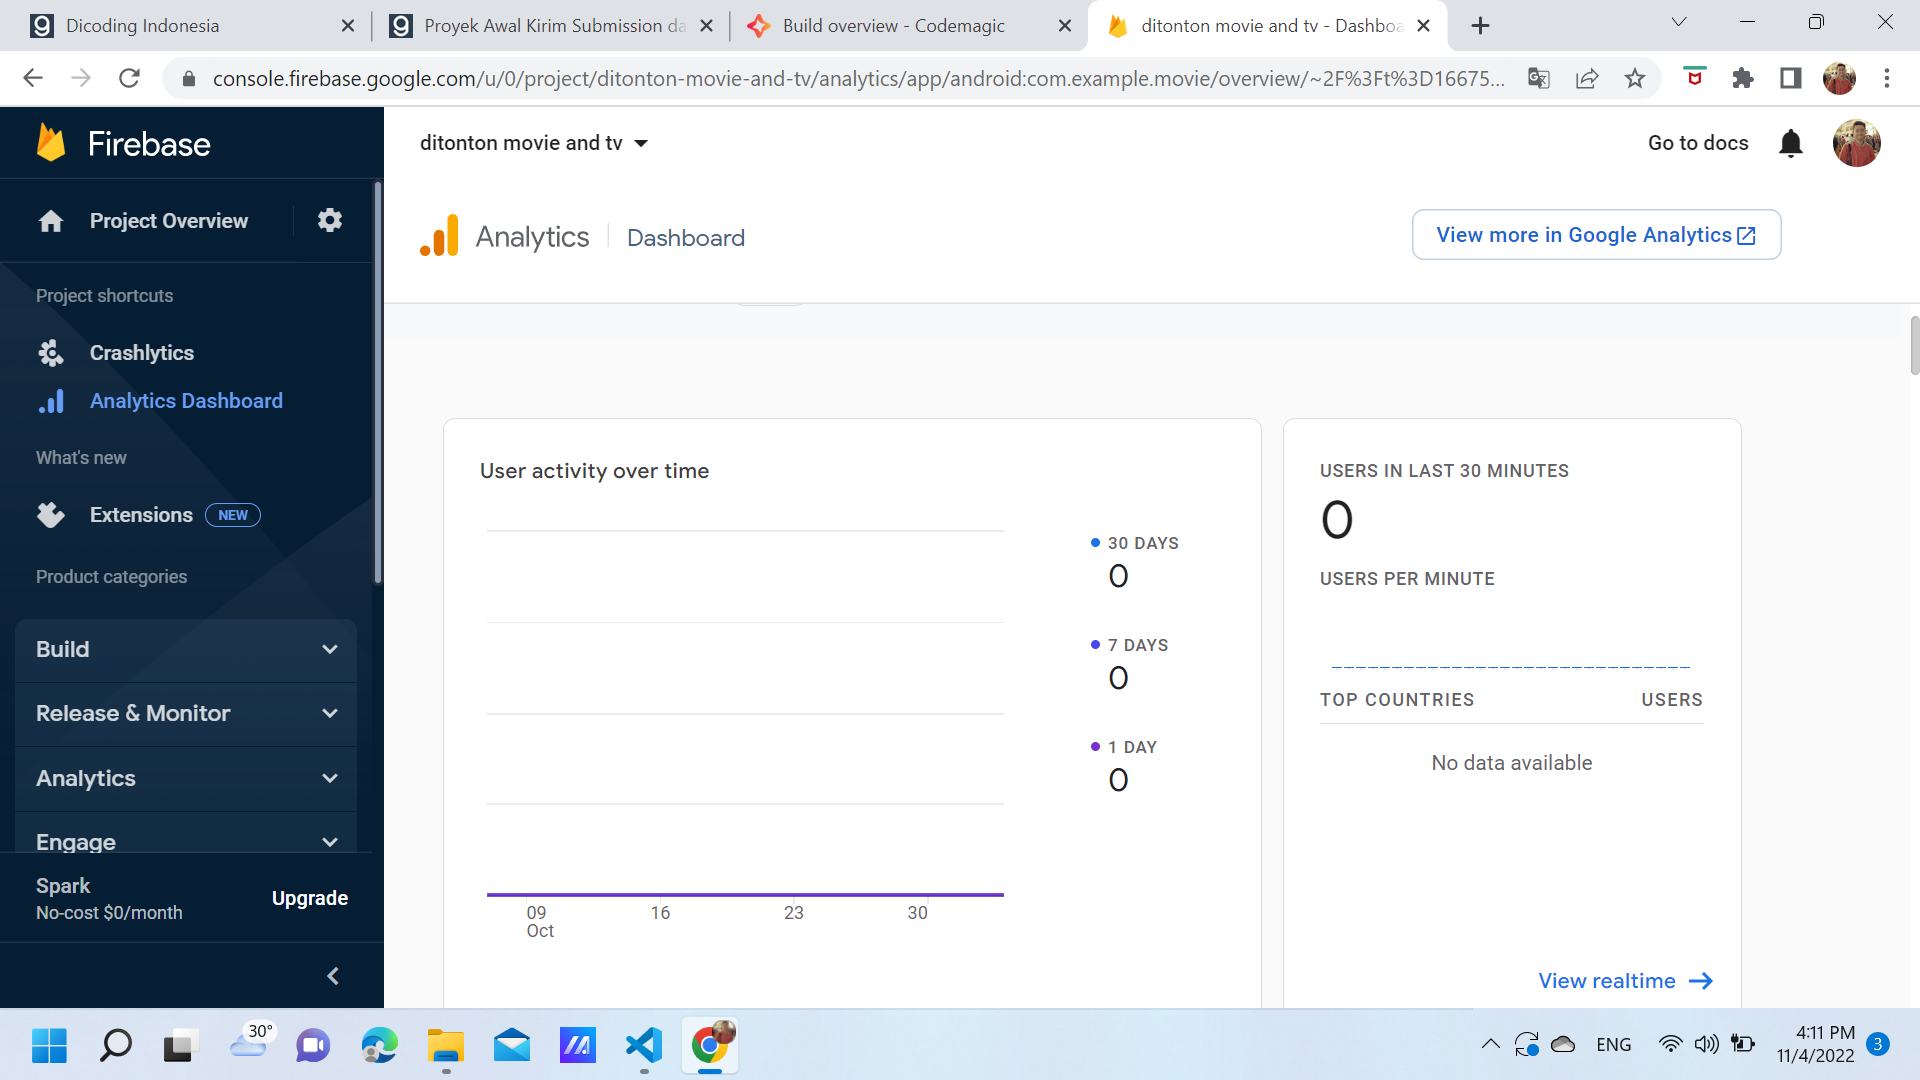 Dicoding Indonesia
Proyek Awal Kirim Submission da
Build overview - Codemagic
ditonton movie and tv - Dashboa
console.firebase.google.com/u/0/project/ditonton-movie-and-tv/analytics/app/android:com.example.movie/overview/~2F%3Ft%3D16675...
Firebase
ditonton movie and tv
Go to docs
Project Overview
Analytics
Dashboard
View more in Google Analytics
Project shortcuts
Crashlytics
Analytics Dashboard
What's new
Extensions
NEW
Product categories
Build
Release & Monitor
Analytics
Engage
Spark
No-cost $0/month
Upgrade
User activity over time
30 DAYS
0
7 DAYS
0
1 DAY
0
09
Oct
16
23
30
USERS IN LAST 30 MINUTES
0
USERS PER MINUTE
TOP COUNTRIES
USERS
No data available
View realtime
30°
ENG
4:11 PM
11/4/2022
3